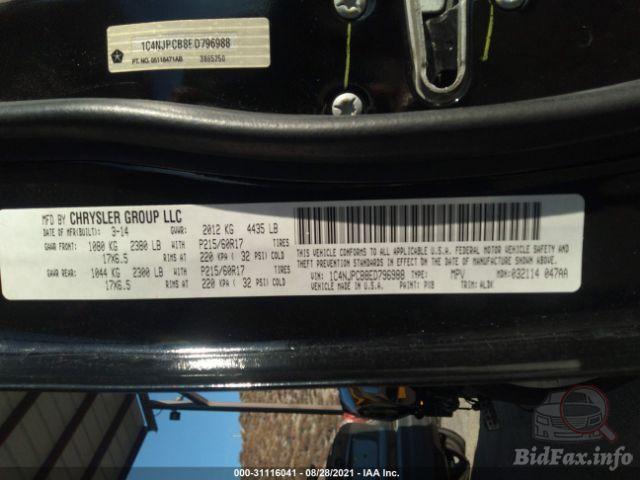 1C4NJPCB8ED796988
PT. NO. 05116471AB 3885350
MFD BY CHRYSLER GROUP LLC
DATE OF MFR(BUILT): 3-14 GVWR: 2012 KG 4435 LB
GAWR FRONT: 1080 KG 2380 LB WITH P215/60R17 TIRES
17X6.5 RIMS AT 220 KPA ( 32 PSI) COLD
GAWR REAR: 1044 KG 2300 LB WITH P215/60R17 TIRES
17X6.5 RIMS AT 220 KPA ( 32 PSI) COLD
THIS VEHICLE CONFORMS TO ALL APPLICABLE U.S.A. FEDERAL MOTOR VEHICLE SAFETY AND
THEFT PREVENTION STANDARDS IN EFFECT ON THE DATE OF MANUFACTURE SHOWN ABOVE.
VIN: 1C4NJPCB8ED796988 TYPE: MPV MDH: 032114 047AA
VEHICLE MADE IN U.S.A. PAINT: PX8 TRIM: ALDX
000-31116041 - 08/28/2021 - IAA Inc.
BidFax.info